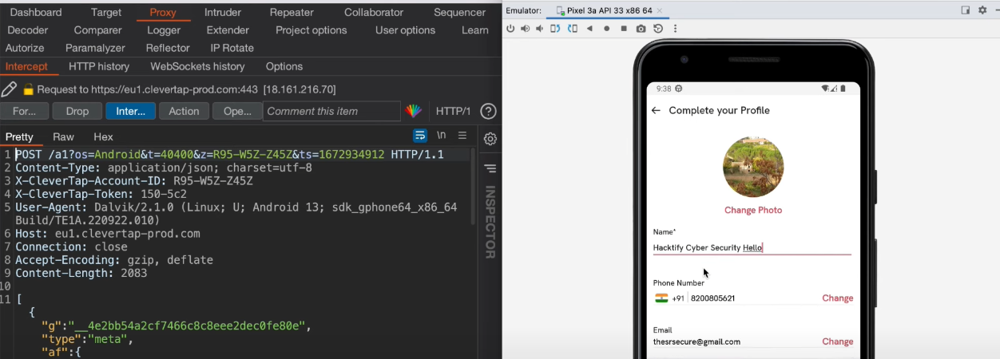 Dashboard Target Proxy Intruder Repeater Collaborator Sequencer
Decoder Comparer Logger Extender Project options User options Learn
Autorize Paramalyzer Reflector IP Rotate
Intercept HTTP history WebSockets history Options
Request to https://eu1.clevertap-prod.com:443 [18.161.216.70]
For... Drop Inter... Action Ope... Comment this item HTTP/1 ?
Pretty Raw Hex \n
1 POST /a1?os=Android&t=40400&z=R95-W5Z-Z45Z&ts=1672934912 HTTP/1.1
2 Content-Type: application/json; charset=utf-8
3 X-CleverTap-Account-ID: R95-W5Z-Z45Z
4 X-CleverTap-Token: 150-5c2
5 User-Agent: Dalvik/2.1.0 (Linux; U; Android 13; sdk_gphone64_x86_64
Build/TE1A.220922.010)
6 Host: eu1.clevertap-prod.com
7 Connection: close
8 Accept-Encoding: gzip, deflate
9 Content-Length: 2083
10
11 [
{
"g":"__4e2bb54a2cf7466c8c8eee2dec0fe80e",
"type":"meta",
"af":{
INSPECTOR
Emulator: Pixel 3a API 33 x86 64
9:38
Complete your Profile
Change Photo
Name*
Hacktify Cyber Security Hello
Phone Number
+91 8200805621 Change
Email
thesrsecure@gmail.com Change